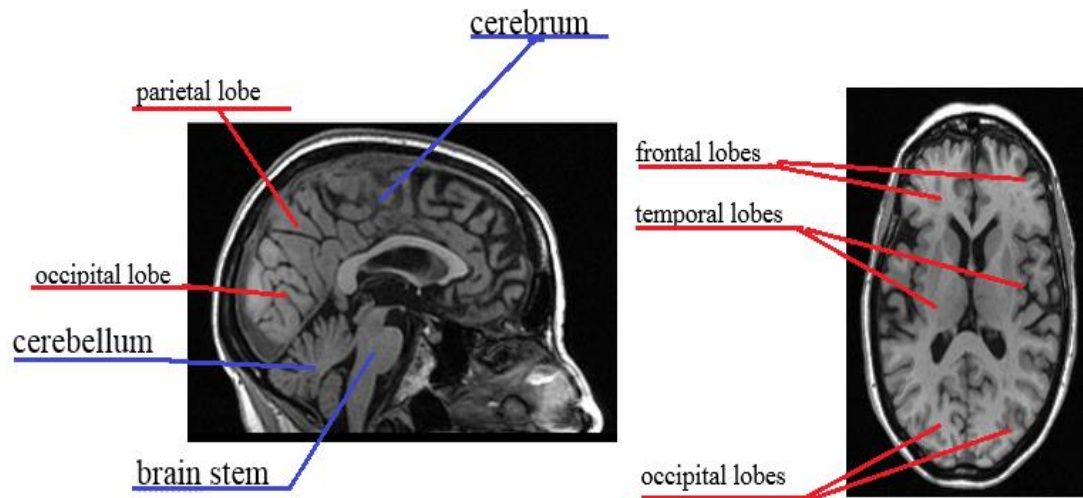 cerebrum
parietal lobe
occipital lobe
cerebellum
brain stem
frontal lobes
temporal lobes
occipital lobes